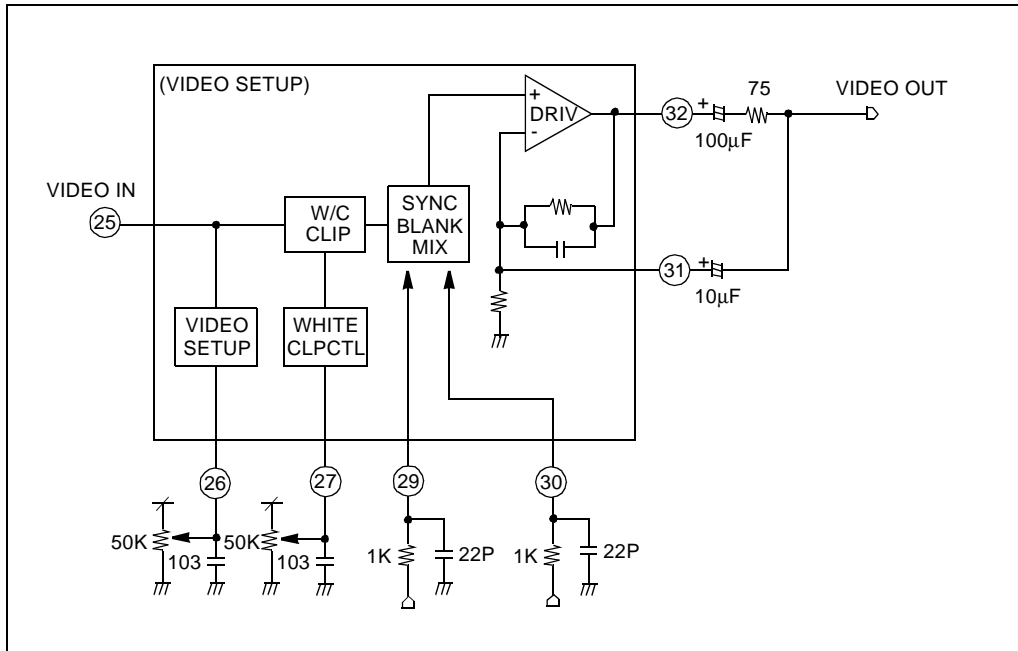 (VIDEO SETUP)
+
DRIV
-
32
+
100μF
75
VIDEO OUT
VIDEO IN
25
W/C
CLIP
SYNC
BLANK
MIX
31
+
10μF
VIDEO
SETUP
WHITE
CLPCTL
26
27
29
30
50K
103
50K
103
1K
22P
1K
22P